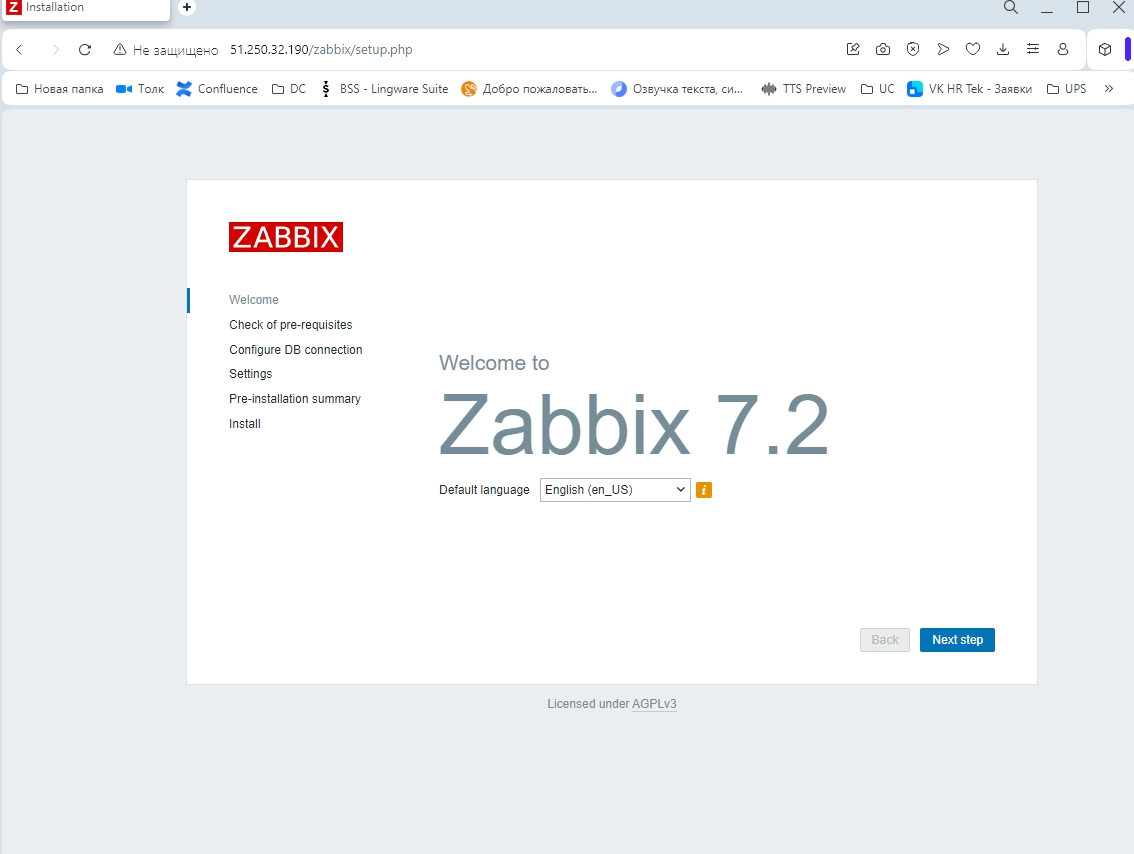 Z Installation
Не защищено 51.250.32.190/zabbix/setup.php
Новая папка Толк Confluence DC BSS - Lingware Suite Добро пожаловать... Озвучка текста, си... TTS Preview UC VK HR Tek - Заявки UPS »
ZABBIX
Welcome
Check of pre-requisites
Configure DB connection
Settings
Pre-installation summary
Install
Welcome to
Zabbix 7.2
Default language English (en_US) i
Back Next step
Licensed under AGPLv3